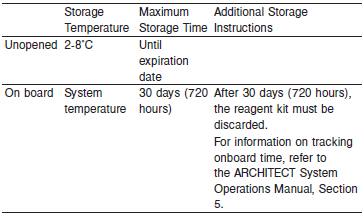 Storage Maximum Additional Storage
Temperature Storage Time Instructions
Unopened 2-8°C Until
expiration
date
On board System 30 days (720 After 30 days (720 hours),
temperature hours) the reagent kit must be
discarded.
For information on tracking
onboard time, refer to
the ARCHITECT System
Operations Manual, Section
5.